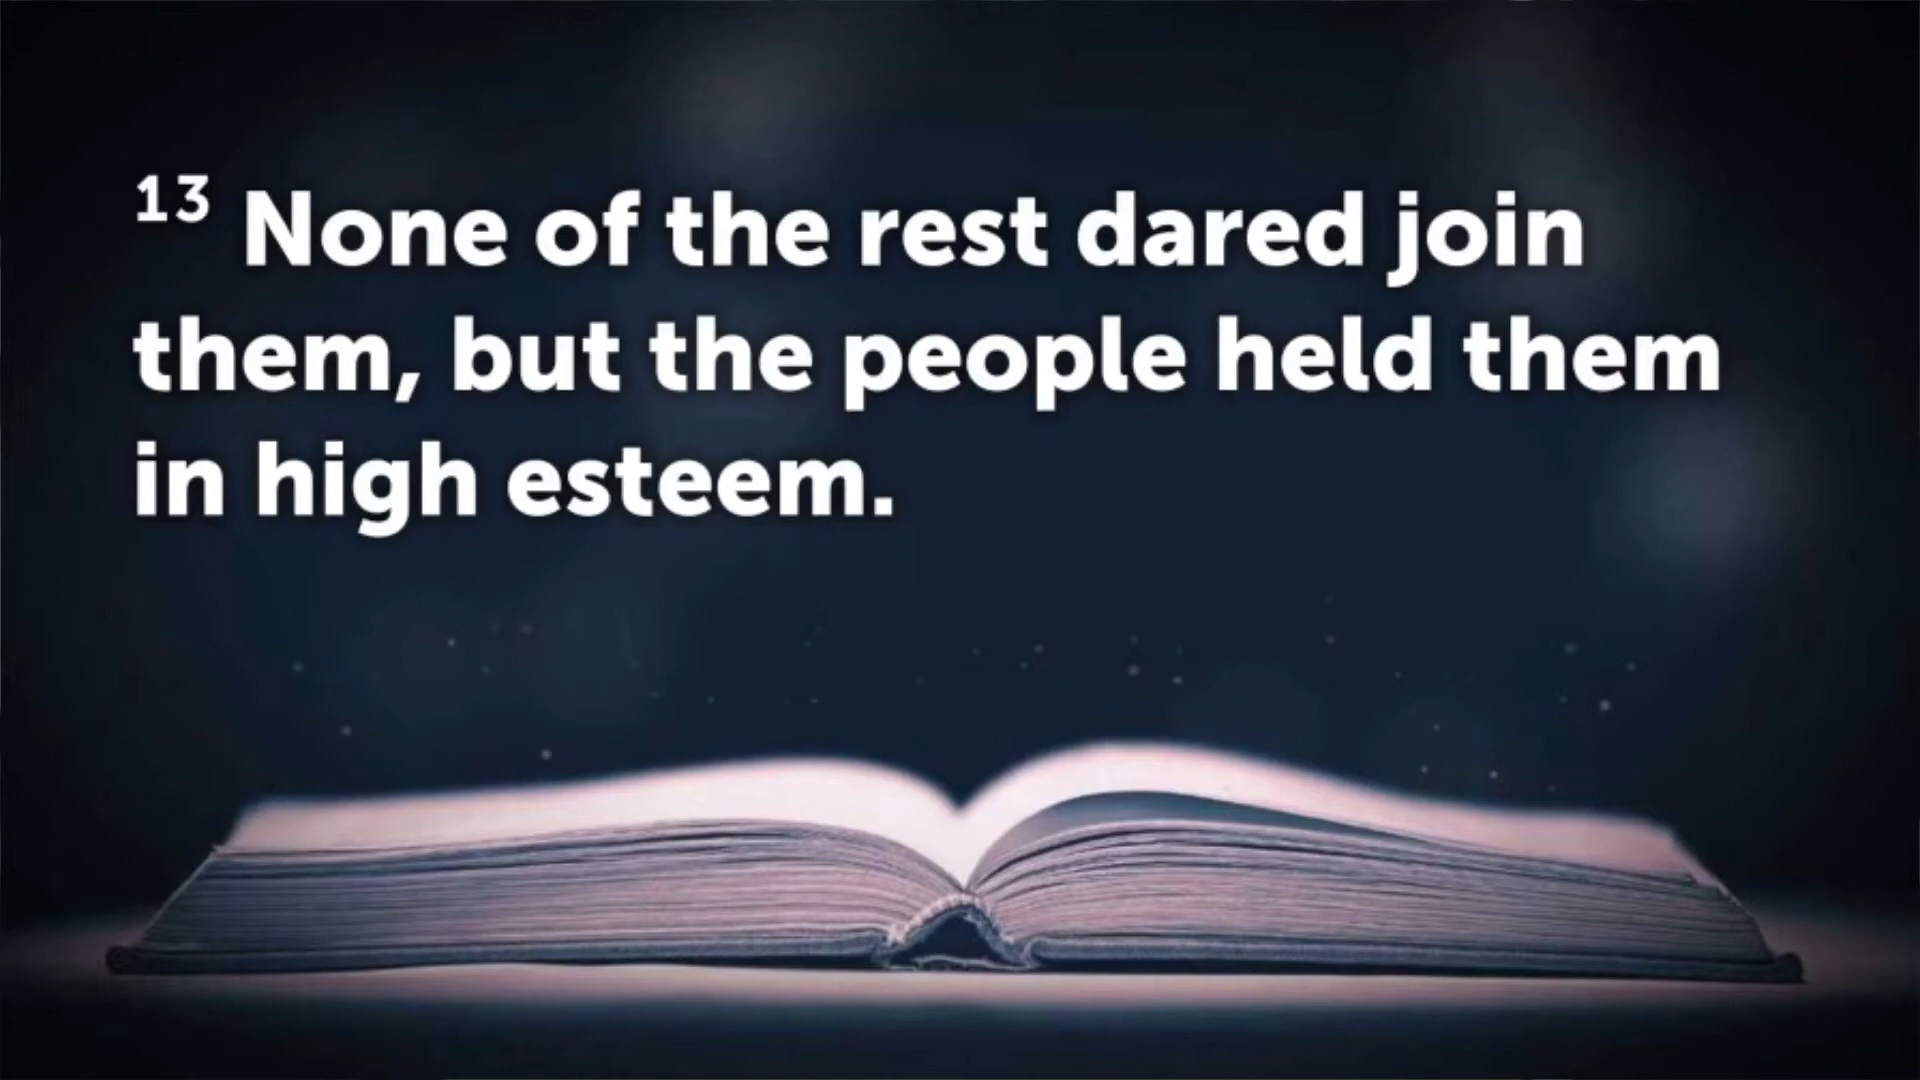 13 None of the rest dared join
them, but the people held them
in high esteem.